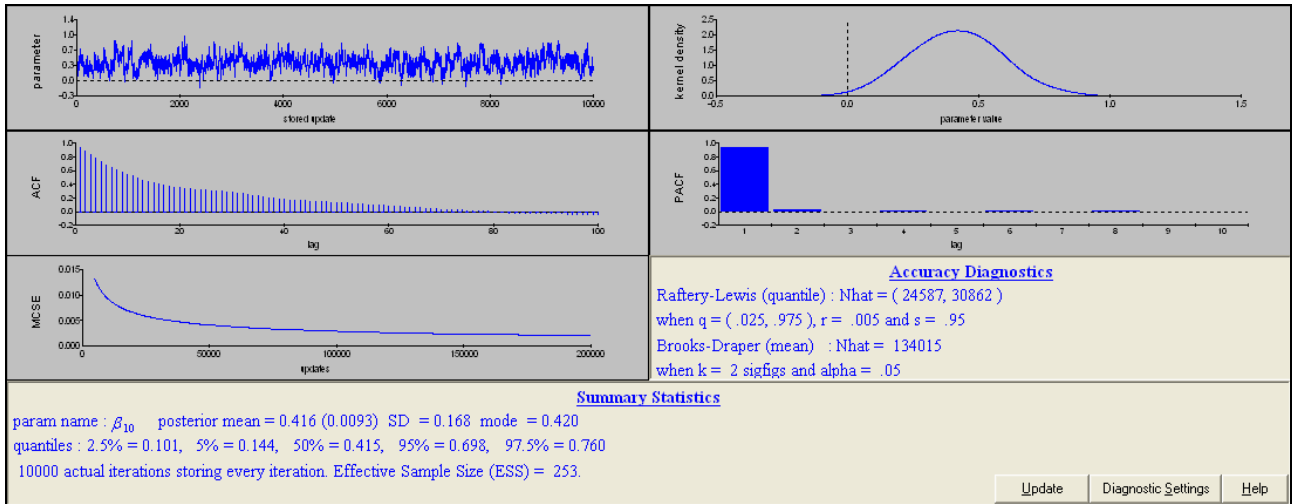 parameter
1.4
1.0
0.7
0.3
0.0
-0.3
0
2000
4000
6000
8000
10000
stored update
kernel density
2.5
2.0
1.5
1.0
0.5
0.0
-0.5
0.0
0.5
1.0
1.5
parameter value
ACF
1.0
0.8
0.6
0.4
0.2
0.0
-0.2
0
20
40
60
80
100
lag
PACF
1.0
0.8
0.6
0.4
0.2
0.0
-0.2
1
2
3
4
5
6
7
8
9
10
lag
MCSE
0.015
0.010
0.005
0.000
0
50000
100000
150000
200000
updates
Accuracy Diagnostics
Raftery-Lewis (quantile) : Nhat = ( 24587, 30862 )
when q = ( .025, .975 ), r = .005 and s = .95
Brooks-Draper (mean) : Nhat = 134015
when k = 2 sigfigs and alpha = .05
Summary Statistics
param name : β10 posterior mean = 0.416 (0.0093) SD = 0.168 mode = 0.420
quantiles : 2.5% = 0.101, 5% = 0.144, 50% = 0.415, 95% = 0.698, 97.5% = 0.760
10000 actual iterations storing every iteration. Effective Sample Size (ESS) = 253.
Update
Diagnostic Settings
Help